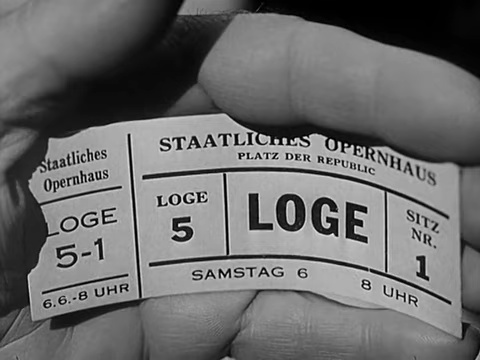 Staatliches
Opernhaus
LOGE
5-1
6.6.-8 UHR
STAATLICHES OPERNHAUS
PLATZ DER REPUBLIC
LOGE
5
LOGE
SITZ
NR.
1
SAMSTAG 6 8 UHR